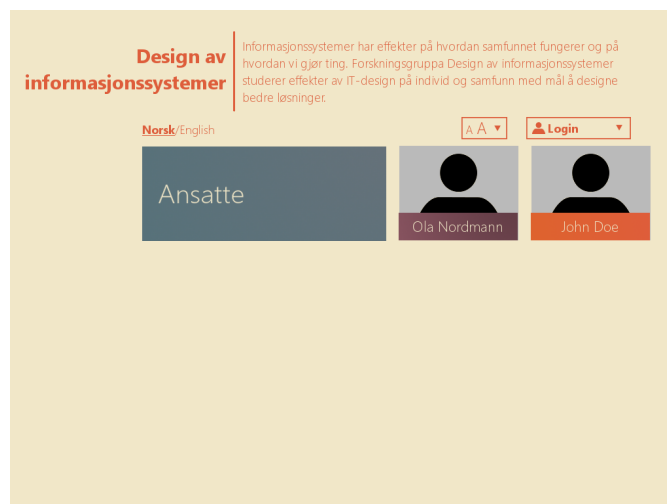 Design av
informasjonssystemer
Informasjonssystemer har effekter på hvordan samfunnet fungerer og på
hvordan vi gjør ting. Forskningsgruppa Design av informasjonssystemer
studerer effekter av IT-design på individ og samfunn med mål å designe
bedre løsninger.
Norsk/English
A A
Login
Ansatte
Ola Nordmann
John Doe